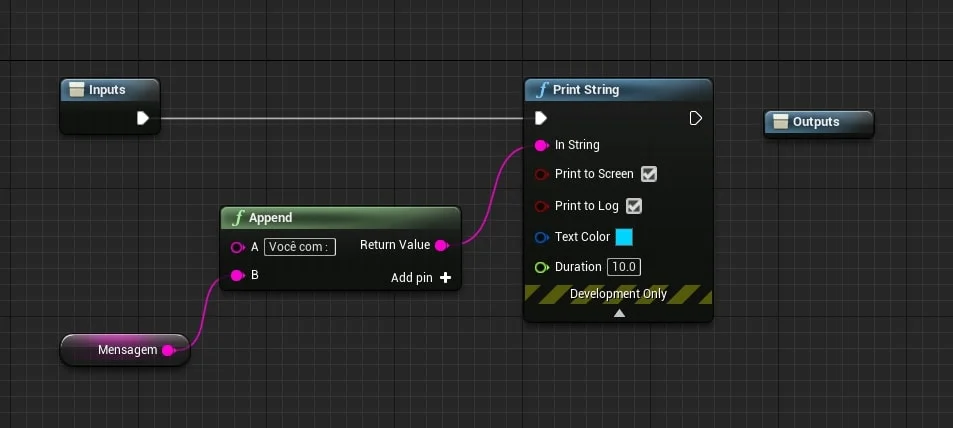 Inputs
f Print String
Outputs
In String
Print to Screen
Print to Log
Text Color
Duration 10.0
Development Only
f Append
A Você com : Return Value
B
Add pin
Mensagem